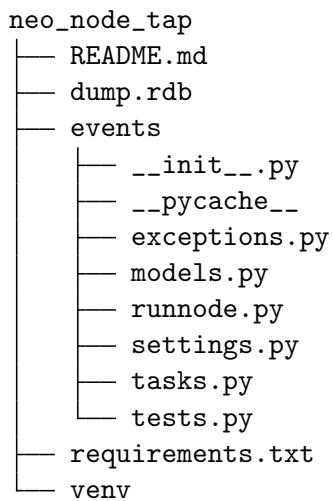 neo_node_tap
├── README.md
├── dump.rdb
├── events
│   ├── __init__.py
│   ├── __pycache__
│   ├── exceptions.py
│   ├── models.py
│   ├── runnode.py
│   ├── settings.py
│   ├── tasks.py
│   └── tests.py
├── requirements.txt
└── venv